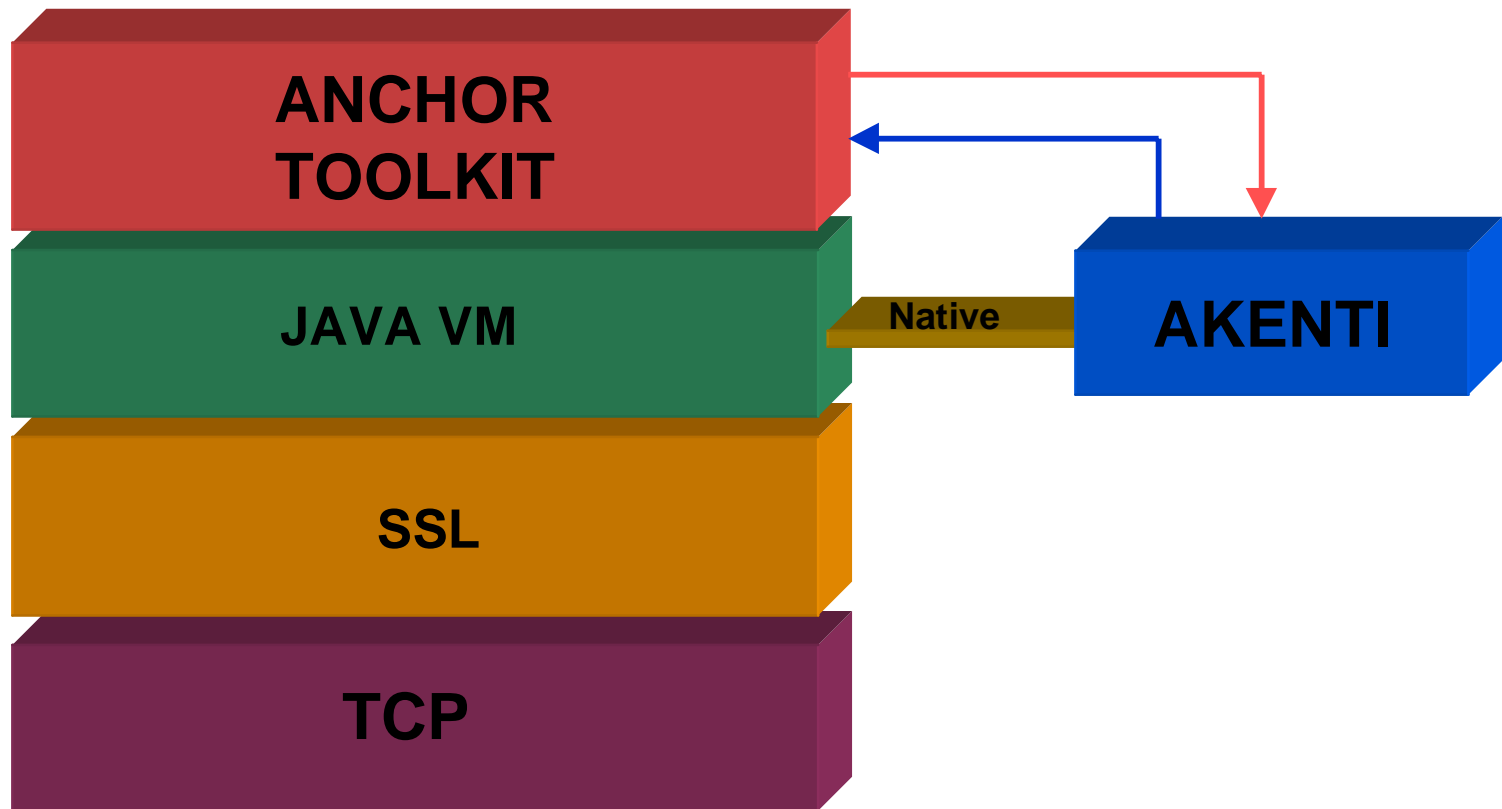 ANCHOR
TOOLKIT
JAVA VM
Native
AKENTI
SSL
TCP